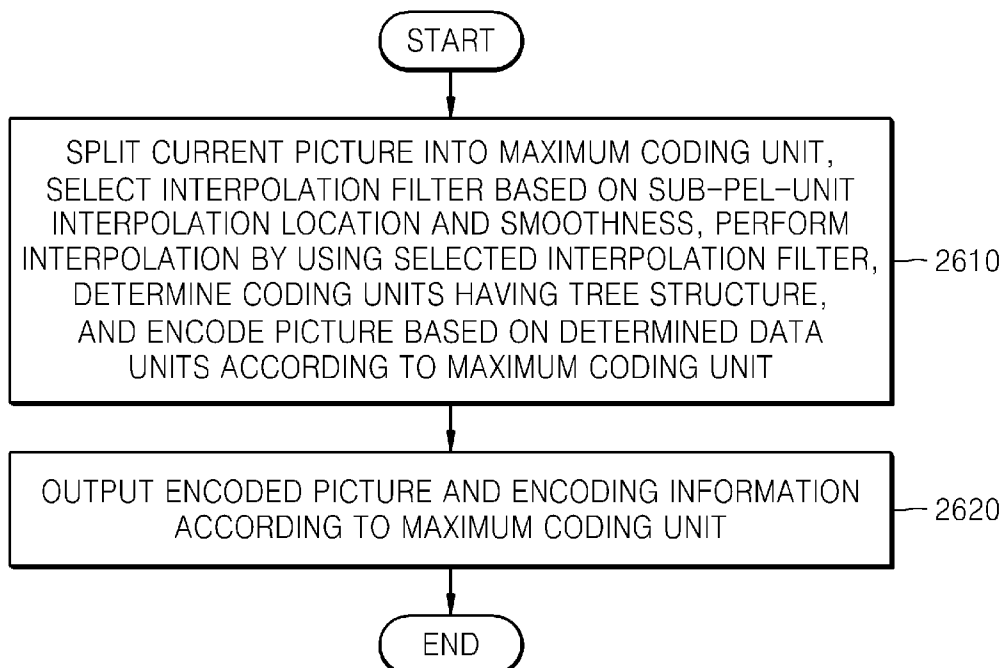 START
SPLIT CURRENT PICTURE INTO MAXIMUM CODING UNIT,
SELECT INTERPOLATION FILTER BASED ON SUB-PEL-UNIT
INTERPOLATION LOCATION AND SMOOTHNESS, PERFORM
INTERPOLATION BY USING SELECTED INTERPOLATION FILTER,
DETERMINE CODING UNITS HAVING TREE STRUCTURE,
AND ENCODE PICTURE BASED ON DETERMINED DATA
UNITS ACCORDING TO MAXIMUM CODING UNIT
2610
OUTPUT ENCODED PICTURE AND ENCODING INFORMATION
ACCORDING TO MAXIMUM CODING UNIT
2620
END